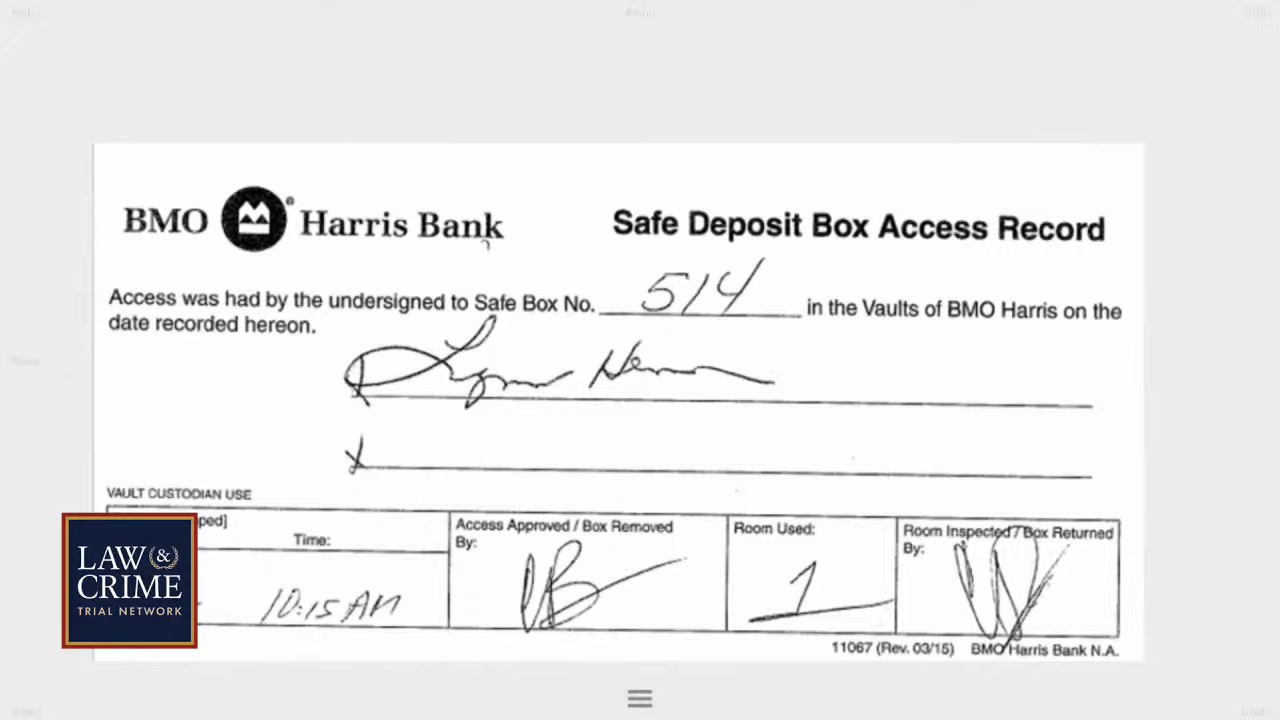 BMO ® Harris Bank Safe Deposit Box Access Record
Access was had by the undersigned to Safe Box No. 514 in the Vaults of BMO Harris on the
date recorded hereon.
Lynn Hernan
x
VAULT CUSTODIAN USE
ped]
Time:
10:15 AM
Access Approved / Box Removed
By:
Room Used:
1
Room Inspected / Box Returned
By:
11067 (Rev. 03/15) BMO Harris Bank N.A.
LAW &
CRIME
TRIAL NETWORK